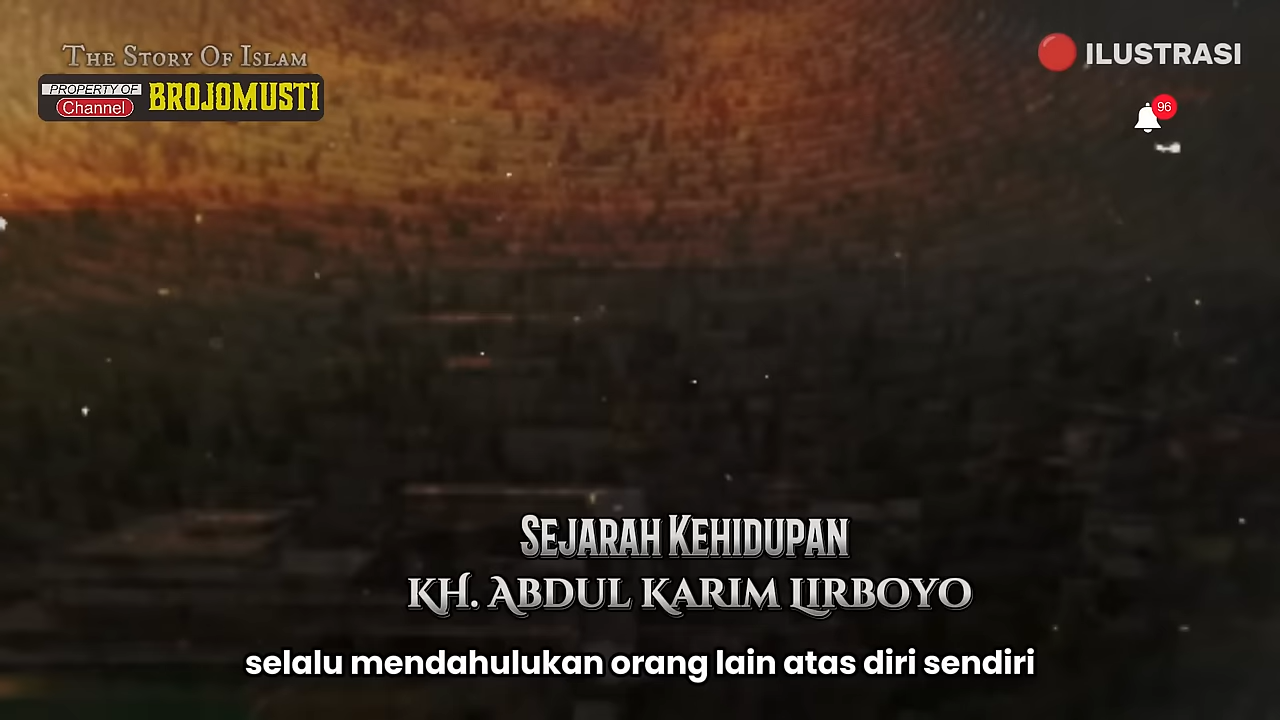 The Story Of Islam
PROPERTY OF
Channel
BROJOMUSTI
ILUSTRASI
96
Sejarah Kehidupan
KH. Abdul Karim Lirboyo
selalu mendahulukan orang lain atas diri sendiri